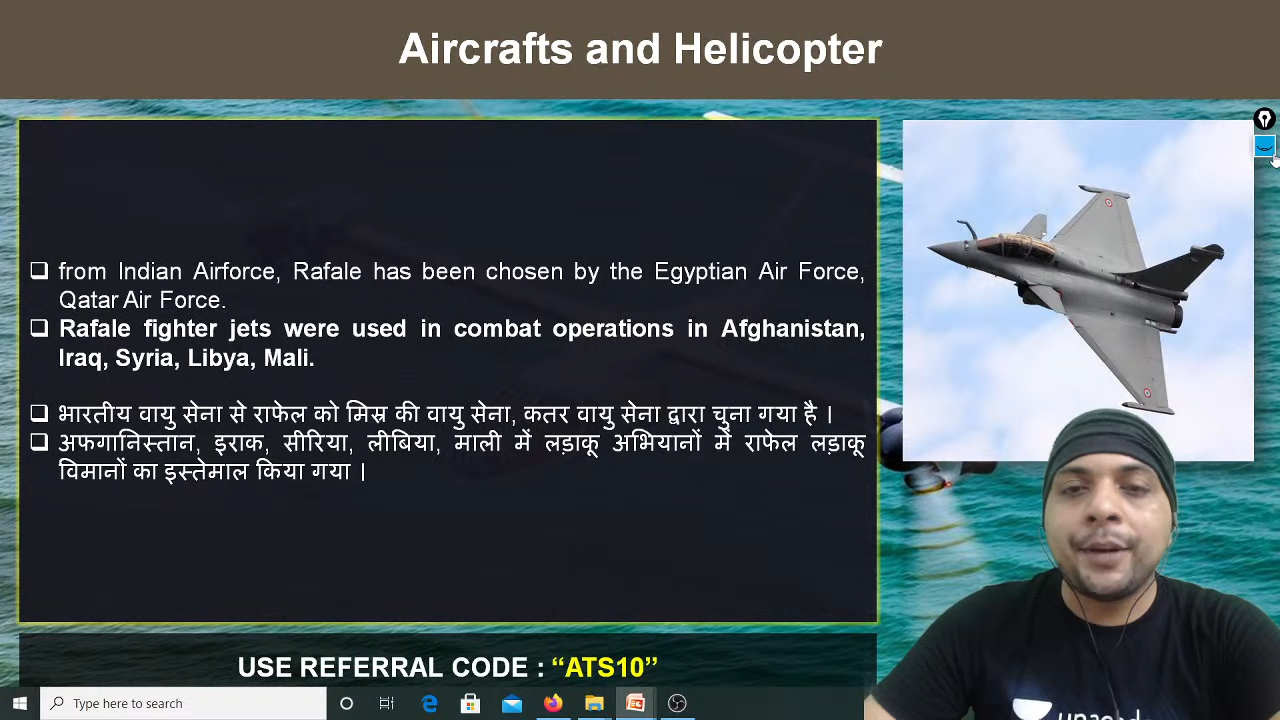 Aircrafts and Helicopter
❑ from Indian Airforce, Rafale has been chosen by the Egyptian Air Force,
Qatar Air Force.
❑ Rafale fighter jets were used in combat operations in Afghanistan,
Iraq, Syria, Libya, Mali.
❑ भारतीय वायु सेना से राफेल को मिस्र की वायु सेना, कतर वायु सेना द्वारा चुना गया है ।
❑ अफगानिस्तान, इराक, सीरिया, लीबिया, माली में लड़ाकू अभियानों में राफेल लड़ाकू
विमानों का इस्तेमाल किया गया ।
USE REFERRAL CODE : “ATS10”
Type here to search